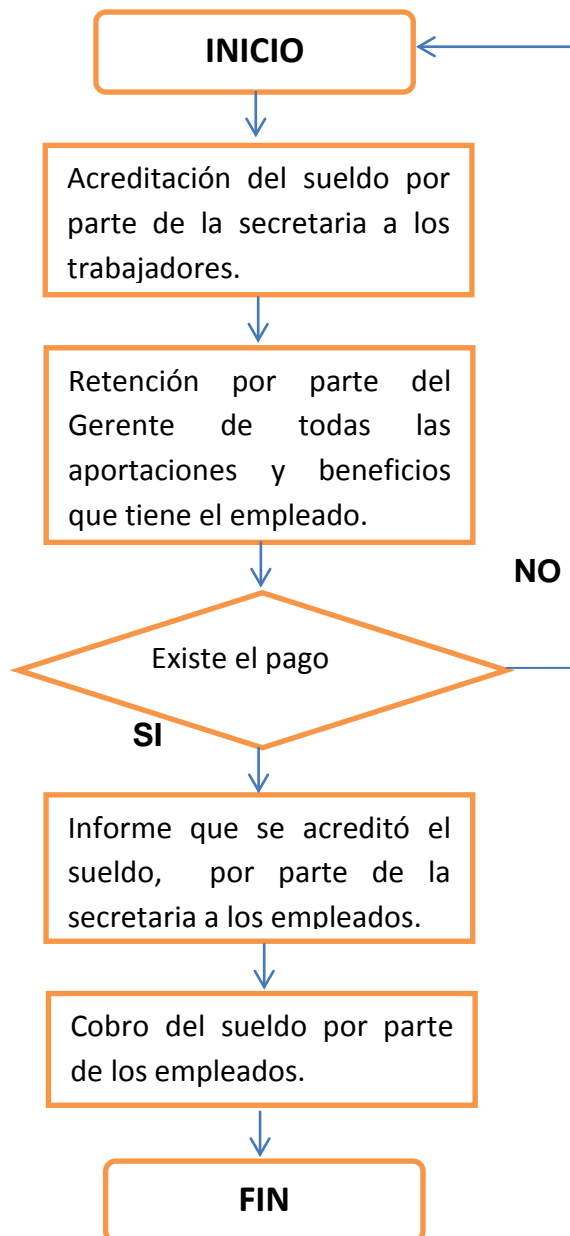 INICIO
Acreditación del sueldo por
parte de la secretaria a los
trabajadores.
Retención por parte del
Gerente de todas las
aportaciones y beneficios
que tiene el empleado.
NO
Existe el pago
SI
Informe que se acreditó el
sueldo, por parte de la
secretaria a los empleados.
Cobro del sueldo por parte
de los empleados.
FIN